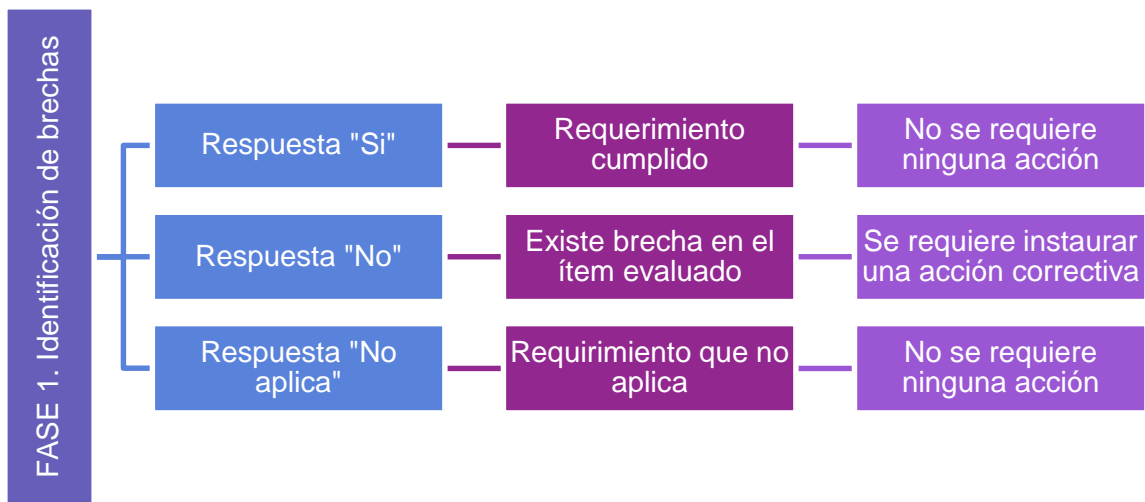 FASE 1. Identificación de brechas
Respuesta "Si"
Requerimiento
cumplido
No se requiere
ninguna acción
Respuesta "No"
Existe brecha en el
ítem evaluado
Se requiere instaurar
una acción correctiva
Respuesta "No
aplica"
Requirimiento que no
aplica
No se requiere
ninguna acción